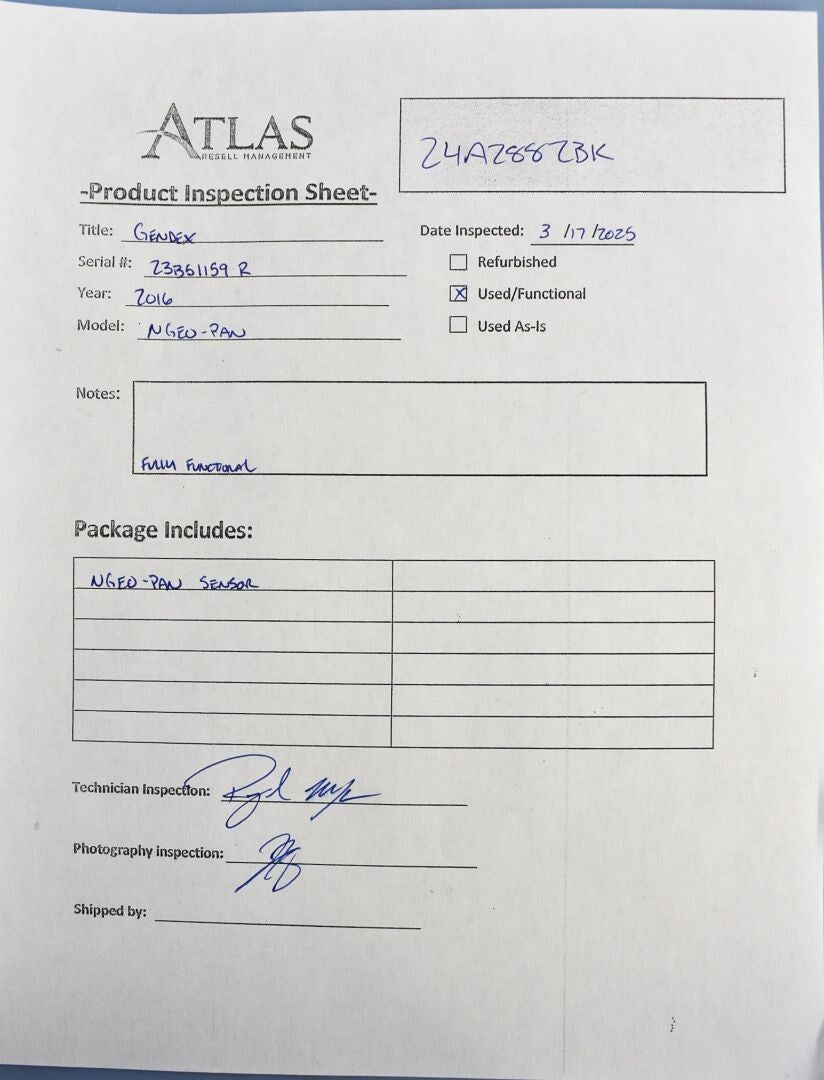 ATLAS
RESELL MANAGEMENT
24A2882BK
-Product Inspection Sheet-
Title: GENDEX
Date Inspected: 3/17/2025
Serial #: 23361159 R
Refurbished
Year: 2016
X Used/Functional
Model: NGEO-PAN
Used As-Is
Notes:
FULLY FUNCTIONAL
Package Includes:
NGEO-PAN SENSOR
Technician Inspection:
Photography inspection:
Shipped by: